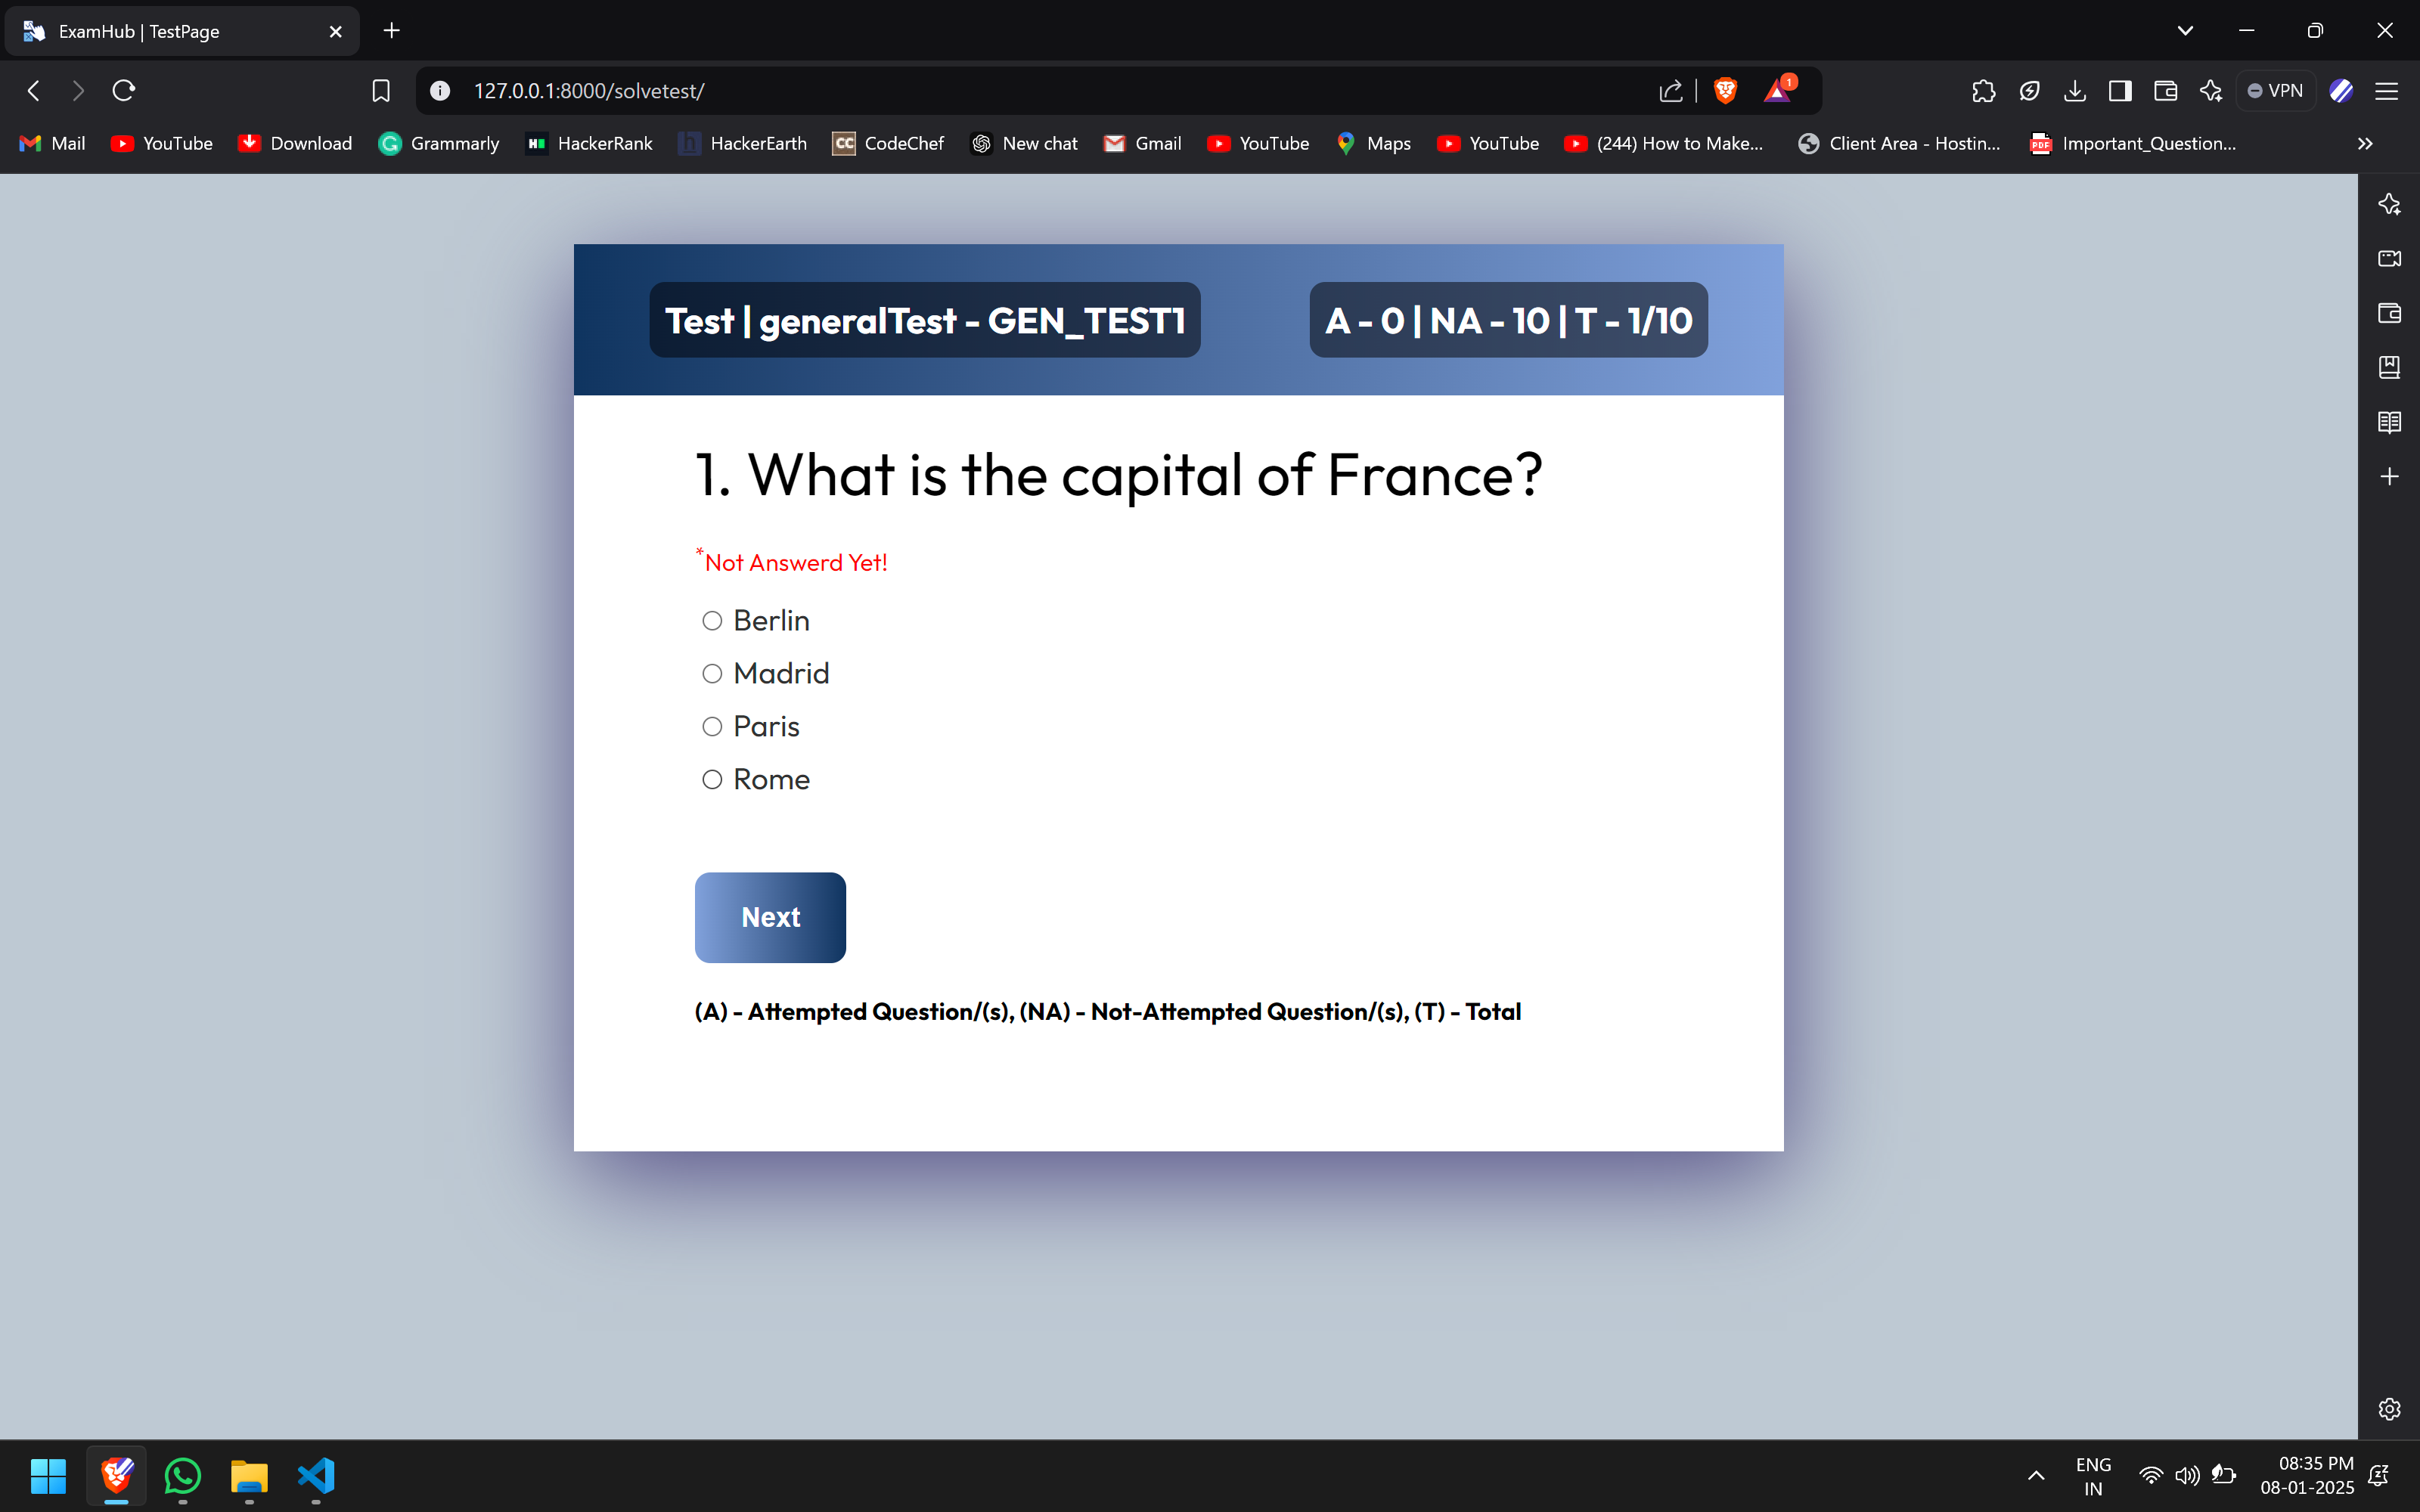 ExamHub | TestPage
127.0.0.1:8000/solvetest/
1
VPN
Mail YouTube Download Grammarly HackerRank HackerEarth CodeChef New chat Gmail YouTube Maps YouTube (244) How to Make... Client Area - Hostin... Important_Question...
Test | generalTest - GEN_TEST1
A - 0 | NA - 10 | T - 1/10
1. What is the capital of France?
*Not Answerd Yet!
Berlin
Madrid
Paris
Rome
Next
(A) - Attempted Question/(s), (NA) - Not-Attempted Question/(s), (T) - Total
ENG
IN
08:35 PM
08-01-2025